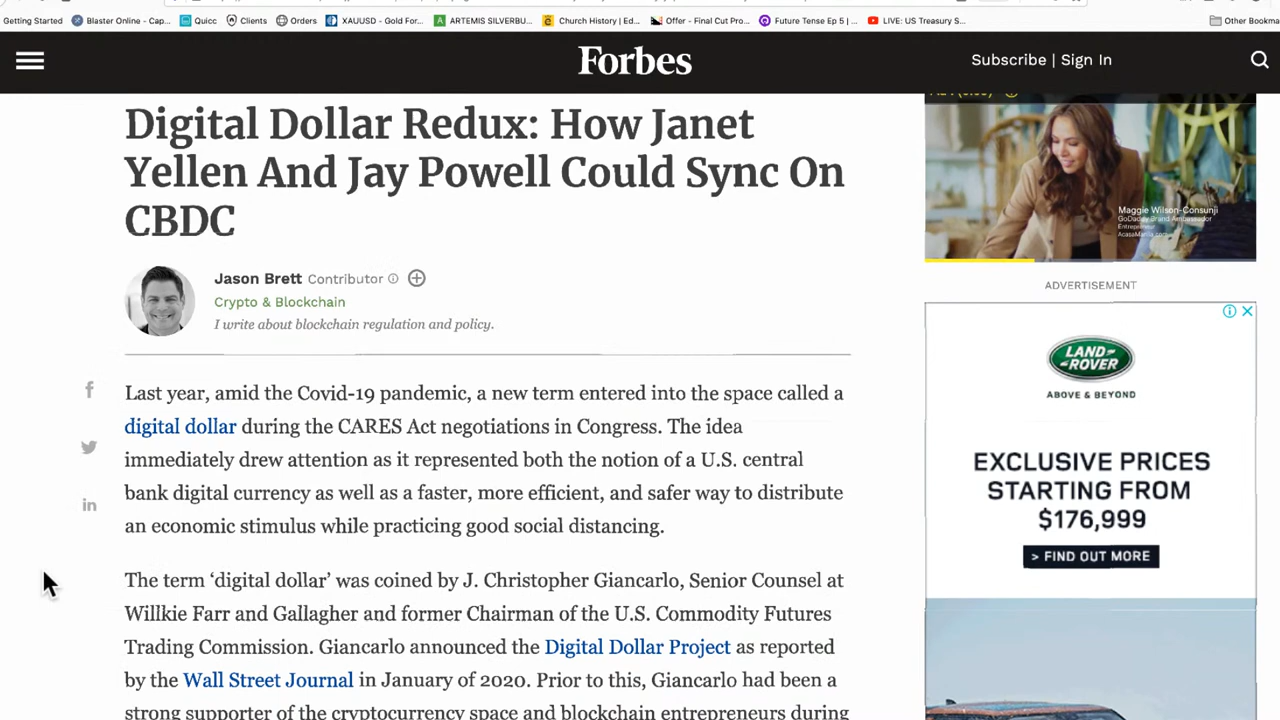 Getting Started
Blaster Online - Cap...
Quicc
Clients
Orders
XAUUSD - Gold For...
ARTEMIS SILVERBU...
Church History | Ed...
Offer - Final Cut Pro...
Future Tense Ep 5 | ...
LIVE: US Treasury S...
Other Bookma
Forbes
Subscribe | Sign In
Digital Dollar Redux: How Janet
Yellen And Jay Powell Could Sync On
CBDC
Jason Brett Contributor
Crypto & Blockchain
I write about blockchain regulation and policy.
Last year, amid the Covid-19 pandemic, a new term entered into the space called a
digital dollar during the CARES Act negotiations in Congress. The idea
immediately drew attention as it represented both the notion of a U.S. central
bank digital currency as well as a faster, more efficient, and safer way to distribute
an economic stimulus while practicing good social distancing.
The term ‘digital dollar’ was coined by J. Christopher Giancarlo, Senior Counsel at
Willkie Farr and Gallagher and former Chairman of the U.S. Commodity Futures
Trading Commission. Giancarlo announced the Digital Dollar Project as reported
by the Wall Street Journal in January of 2020. Prior to this, Giancarlo had been a
strong supporter of the cryptocurrency space and blockchain entrepreneurs during
Maggie Wilson-Consunji
GoDaddy Brand Ambassador
Entrepreneur
AcasaManila.com
ADVERTISEMENT
LAND
ROVER
ABOVE & BEYOND
EXCLUSIVE PRICES
STARTING FROM
$176,999
> FIND OUT MORE